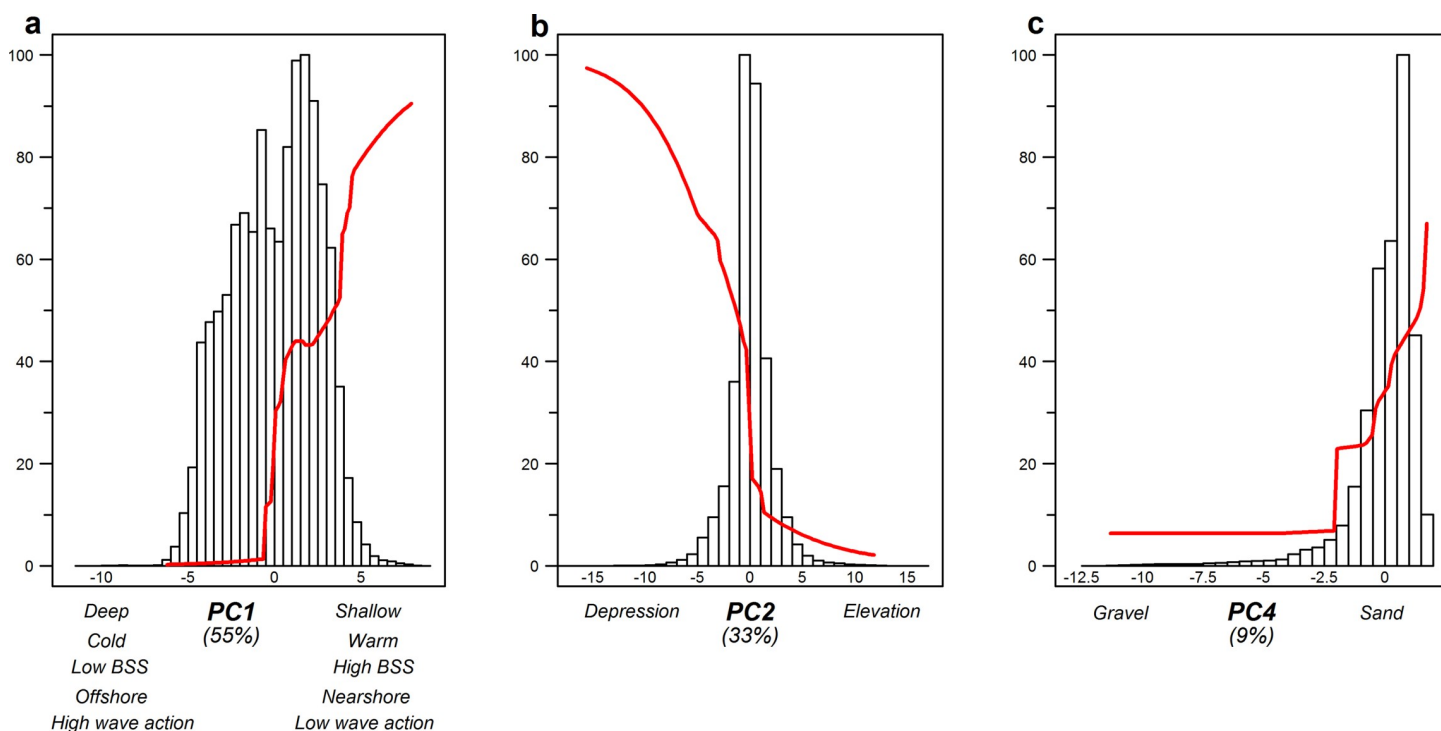 a
100
80
60
40
20
0
-10 -5 0 5
Deep PC1 Shallow
Cold (55%) Warm
Low BSS High BSS
Offshore Nearshore
High wave action Low wave action
b
100
80
60
40
20
0
-15 -10 -5 0 5 10 15
Depression PC2 Elevation
(33%)
c
100
80
60
40
20
0
-12.5 -10 -7.5 -5 -2.5 0
Gravel PC4 Sand
(9%)